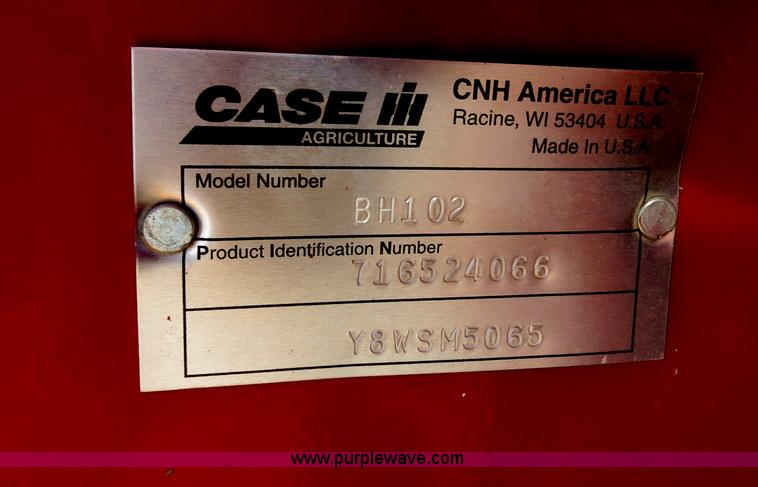 CASE IH
AGRICULTURE
CNH America LLC
Racine, WI 53404 U.S.A.
Made In U.S.A.
Model Number
BH102
Product Identification Number
716524066
Y8WSM5065
www.purplewave.com